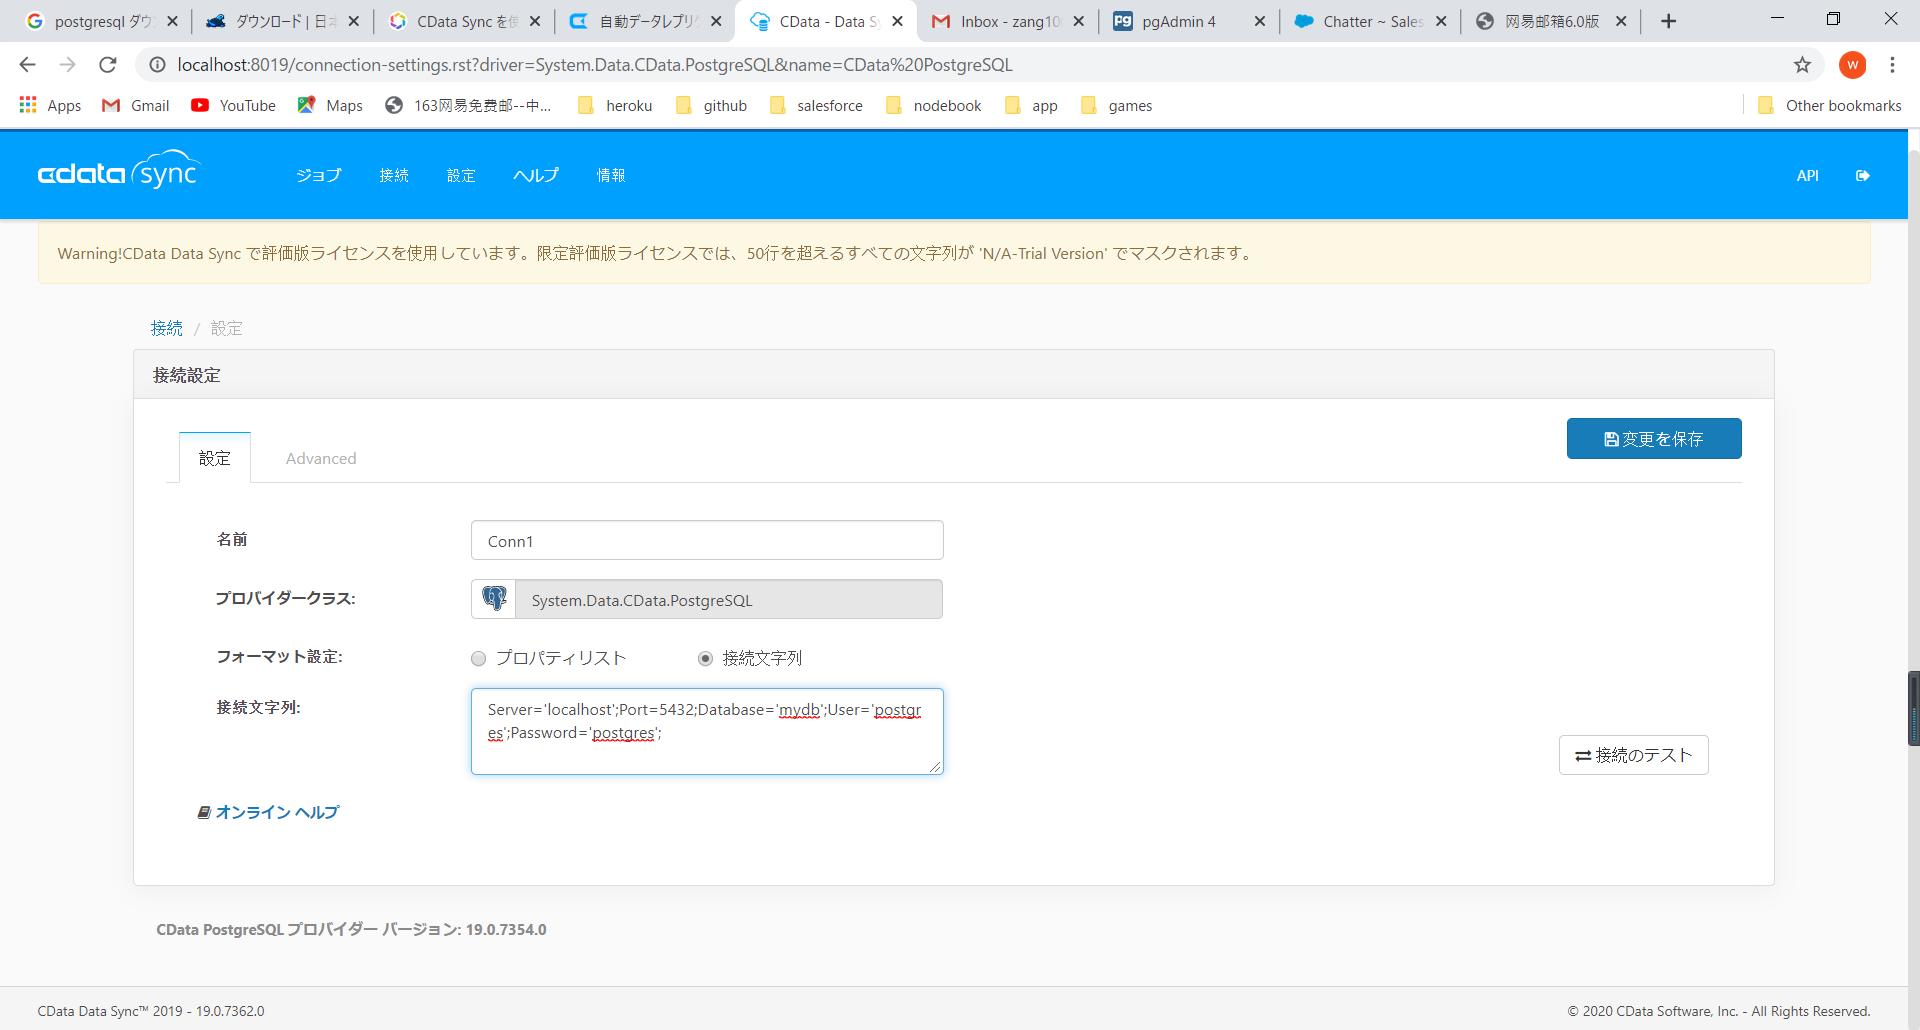 postgresql ダウ
ダウンロード | 日本
CData Sync を使
自動データレプリケ
CData - Data Sy
Inbox - zang10
pgAdmin 4
Chatter ~ Sales
网易邮箱6.0版
localhost:8019/connection-settings.rst?driver=System.Data.CData.PostgreSQL&name=CData%20PostgreSQL
W
Apps
Gmail
YouTube
Maps
163网易免费邮--中...
heroku
github
salesforce
nodebook
app
games
Other bookmarks
cdata sync
ジョブ
接続
設定
ヘルプ
情報
API
Warning!CData Data Sync で評価版ライセンスを使用しています。限定評価版ライセンスでは、50行を超えるすべての文字列が 'N/A-Trial Version' でマスクされます。
接続 / 設定
接続設定
設定
Advanced
変更を保存
名前
Conn1
プロバイダークラス:
System.Data.CData.PostgreSQL
フォーマット設定:
プロパティリスト
接続文字列
接続文字列:
Server='localhost';Port=5432;Database='mydb';User='postgr
es';Password='postgres';
接続のテスト
オンライン ヘルプ
CData PostgreSQL プロバイダー バージョン: 19.0.7354.0
CData Data Sync™ 2019 - 19.0.7362.0
© 2020 CData Software, Inc. - All Rights Reserved.